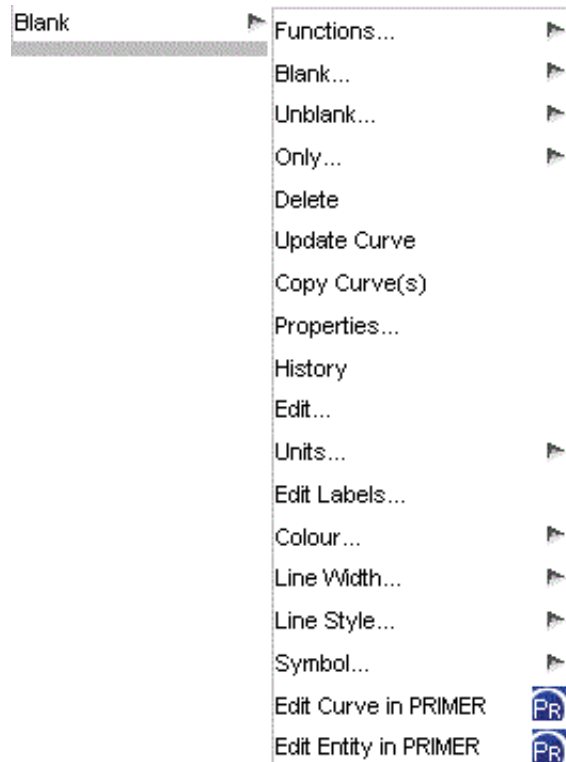 Blank
Functions...
Blank...
Unblank...
Only...
Delete
Update Curve
Copy Curve(s)
Properties...
History
Edit...
Units...
Edit Labels...
Colour...
Line Width...
Line Style...
Symbol...
Edit Curve in PRIMER PR
Edit Entity in PRIMER PR